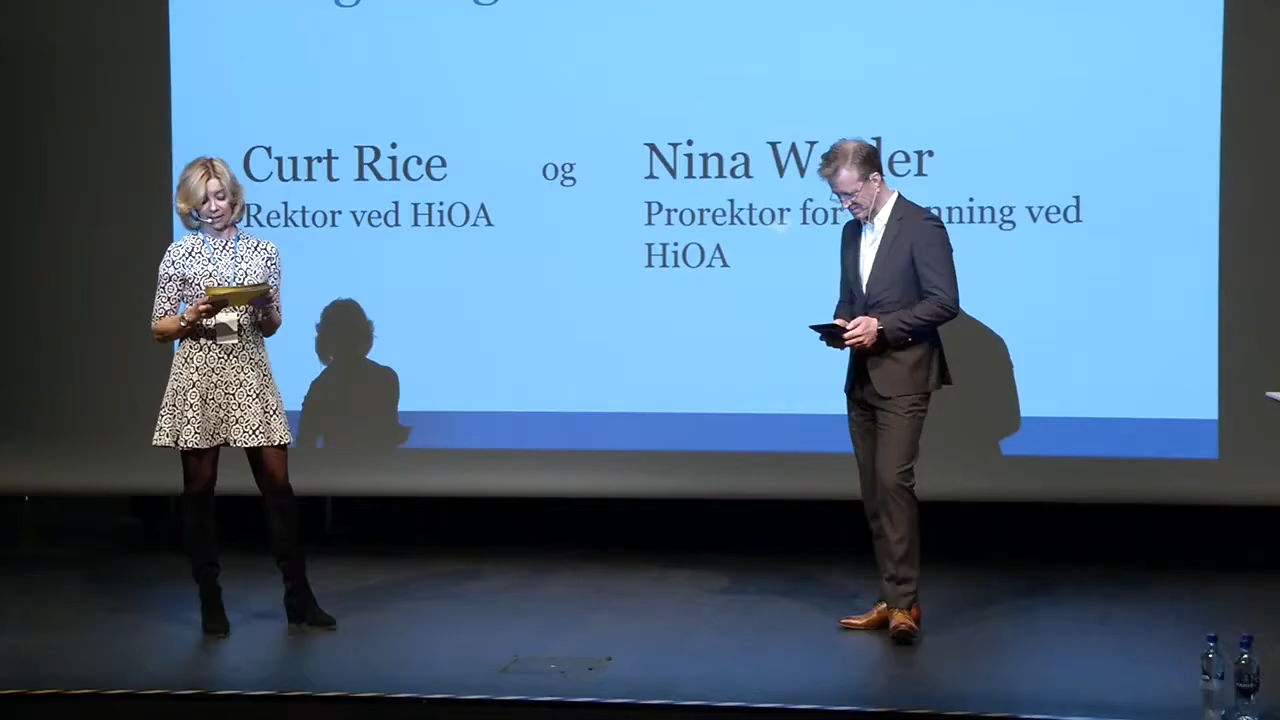 Curt Rice
og
Nina
Rektor ved HiOA
Prorektor for ved
HiOA